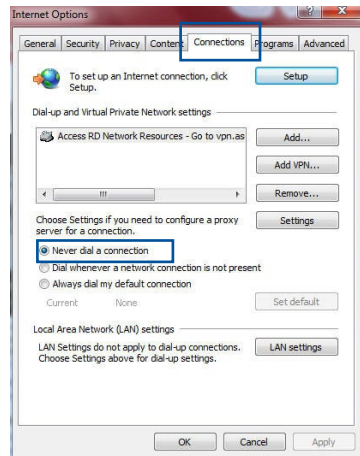 Internet Options
General Security Privacy Content Connections Programs Advanced
To set up an Internet connection, click
Setup.
Setup
Dial-up and Virtual Private Network settings
Access RD Network Resources - Go to vpn.as
Add...
Add VPN...
Remove...
Choose Settings if you need to configure a proxy
server for a connection.
Settings
Never dial a connection
Dial whenever a network connection is not present
Always dial my default connection
Current None
Set default
Local Area Network (LAN) settings
LAN Settings do not apply to dial-up connections.
Choose Settings above for dial-up settings.
LAN settings
OK Cancel Apply